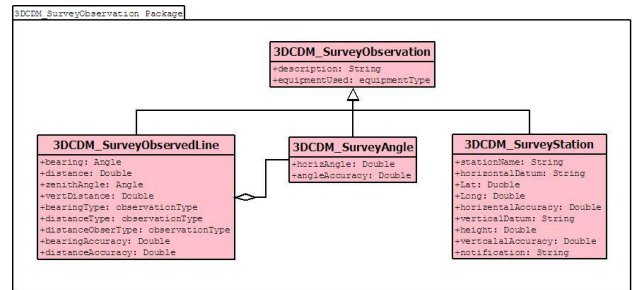 3DCDM_SurveyObservation Package
3DCDM_SurveyObservation
+description: String
+equipmentUsed: equipmentType
3DCDM_SurveyObservedLine
+bearing: Angle
+distance: Double
+zenithAngle: Angle
+vertDistance: Double
+bearingType: observationType
+distanceType: observationType
+distanceObserType: observationType
+bearingAccuracy: Double
+distanceAccuracy: Double
3DCDM_SurveyAngle
+horizAngle: Double
+angleAccuracy: Double
3DCDM_SurveyStation
+stationName: String
+horizontalDatum: String
+Lat: Double
+Long: Double
+horizentalAccuracy: Double
+verticalDatum: String
+height: Double
+vertcalalAccuracy: Double
+notification: String